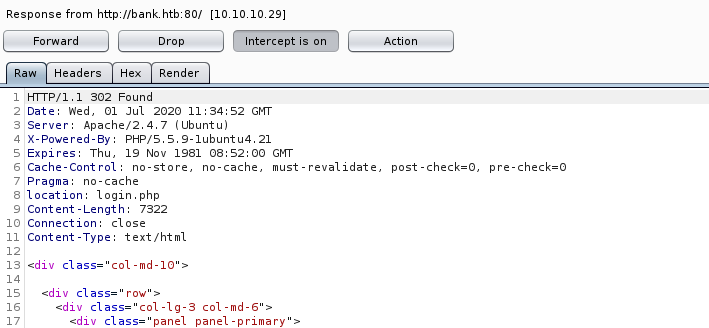 Response from http://bank.htb:80/ [10.10.10.29]
Forward Drop Intercept is on Action
Raw Headers Hex Render
1 HTTP/1.1 302 Found
2 Date: Wed, 01 Jul 2020 11:34:52 GMT
3 Server: Apache/2.4.7 (Ubuntu)
4 X-Powered-By: PHP/5.5.9-1ubuntu4.21
5 Expires: Thu, 19 Nov 1981 08:52:00 GMT
6 Cache-Control: no-store, no-cache, must-revalidate, post-check=0, pre-check=0
7 Pragma: no-cache
8 location: login.php
9 Content-Length: 7322
10 Connection: close
11 Content-Type: text/html
12
13 <div class="col-md-10">
14
15 <div class="row">
16 <div class="col-lg-3 col-md-6">
17 <div class="panel panel-primary">